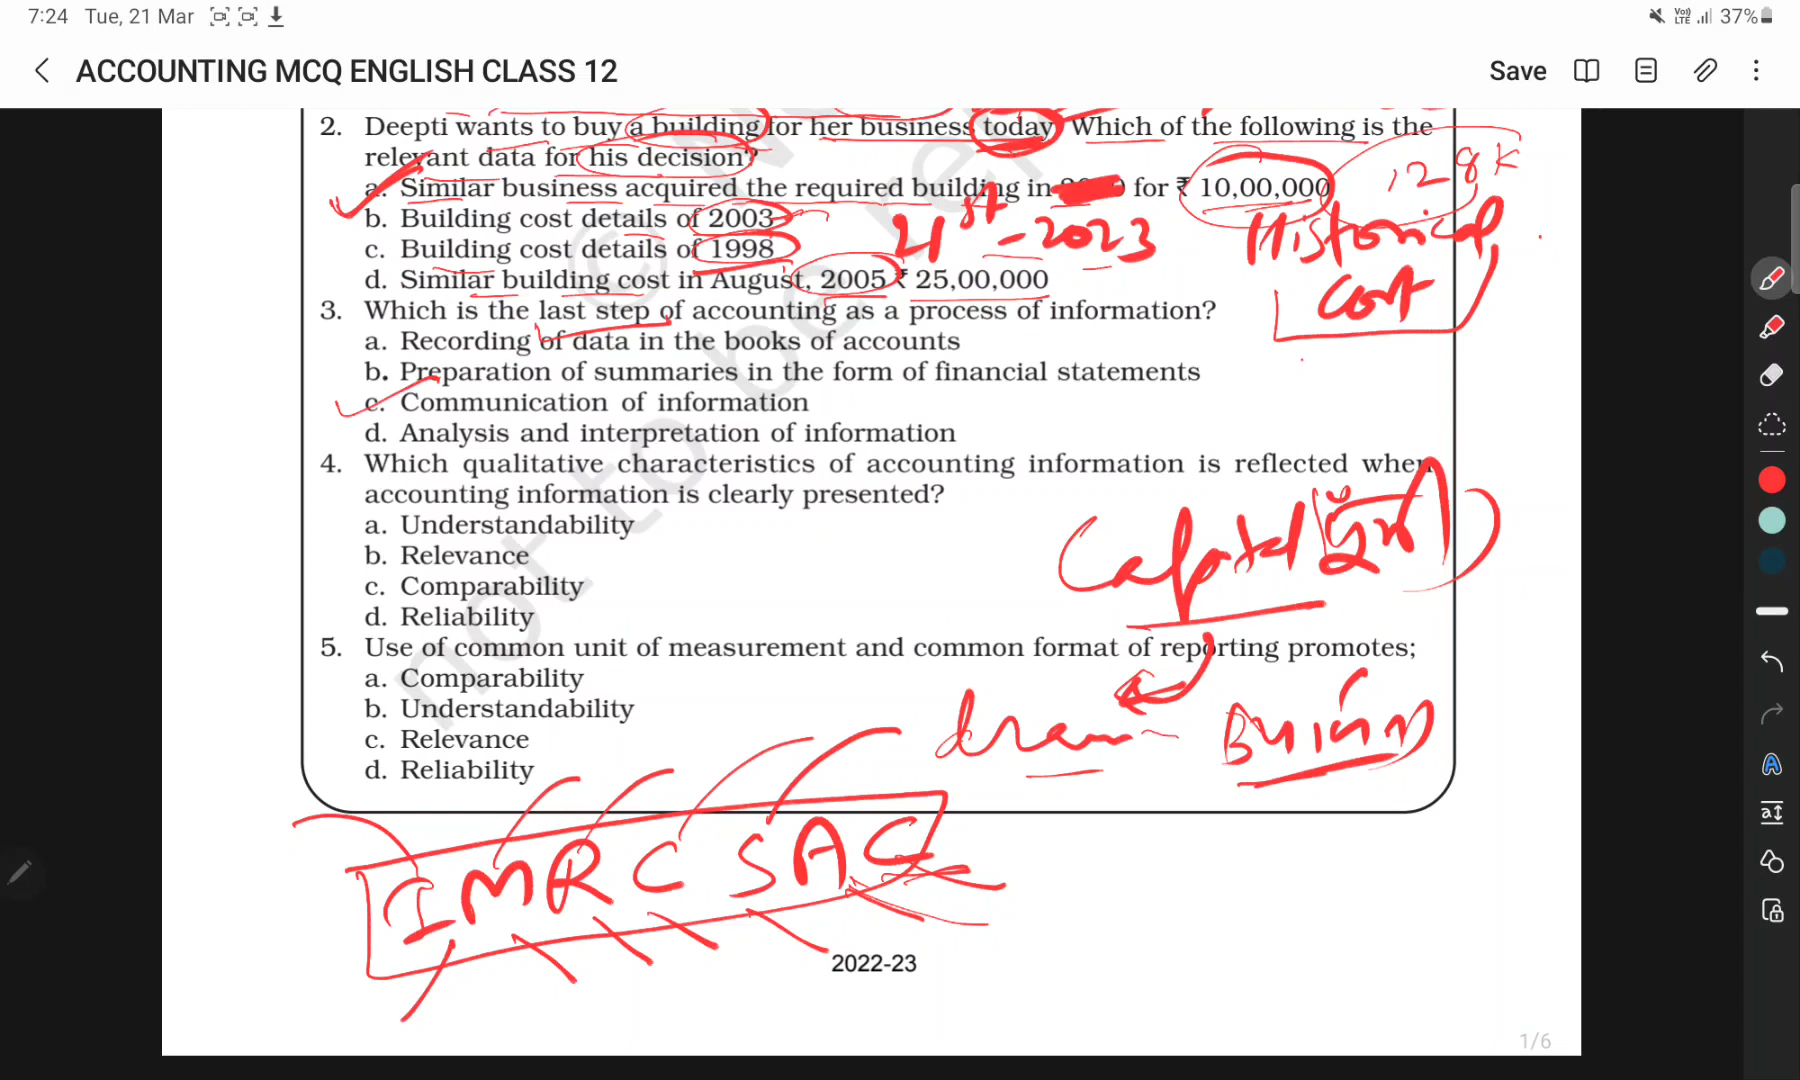 7:24 Tue, 21 Mar 37%
ACCOUNTING MCQ ENGLISH CLASS 12 Save
2. Deepti wants to buy a building for her business today. Which of the following is the
relevant data for his decision?
a. Similar business acquired the required building in for ₹ 10,00,000
b. Building cost details of 2003
c. Building cost details of 1998
d. Similar building cost in August, 2005 ₹ 25,00,000
21st - 2023
128K
Historical
Cost
3. Which is the last step of accounting as a process of information?
a. Recording of data in the books of accounts
b. Preparation of summaries in the form of financial statements
c. Communication of information
d. Analysis and interpretation of information
4. Which qualitative characteristics of accounting information is reflected when
accounting information is clearly presented?
a. Understandability
b. Relevance
c. Comparability
d. Reliability
Capital (पूंजी)
5. Use of common unit of measurement and common format of reporting promotes;
a. Comparability
b. Understandability
c. Relevance
d. Reliability
IMRCSAC
2022-23
1/6